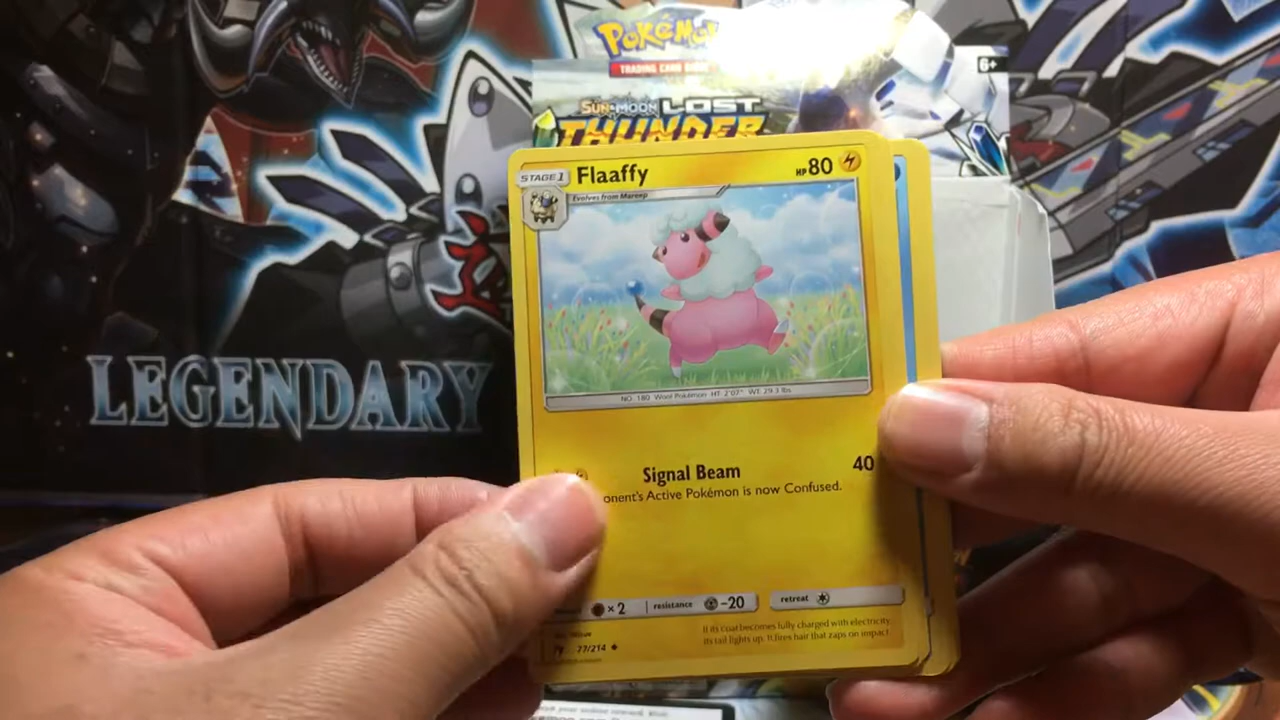 Pokémon
TRADING CARD GAME
6+
SUN & MOON LOST
THUNDER
LEGENDARY
STAGE 1 Flaaffy HP 80
Evolves from Mareep
NO. 180 Wool Pokémon HT: 2'07" WT: 29.3 lbs
Signal Beam 40
onent's Active Pokémon is now Confused.
×2 resistance -20 retreat
If its coat becomes fully charged with electricity,
its tail lights up. It fires hair that zaps on impact.
77/214